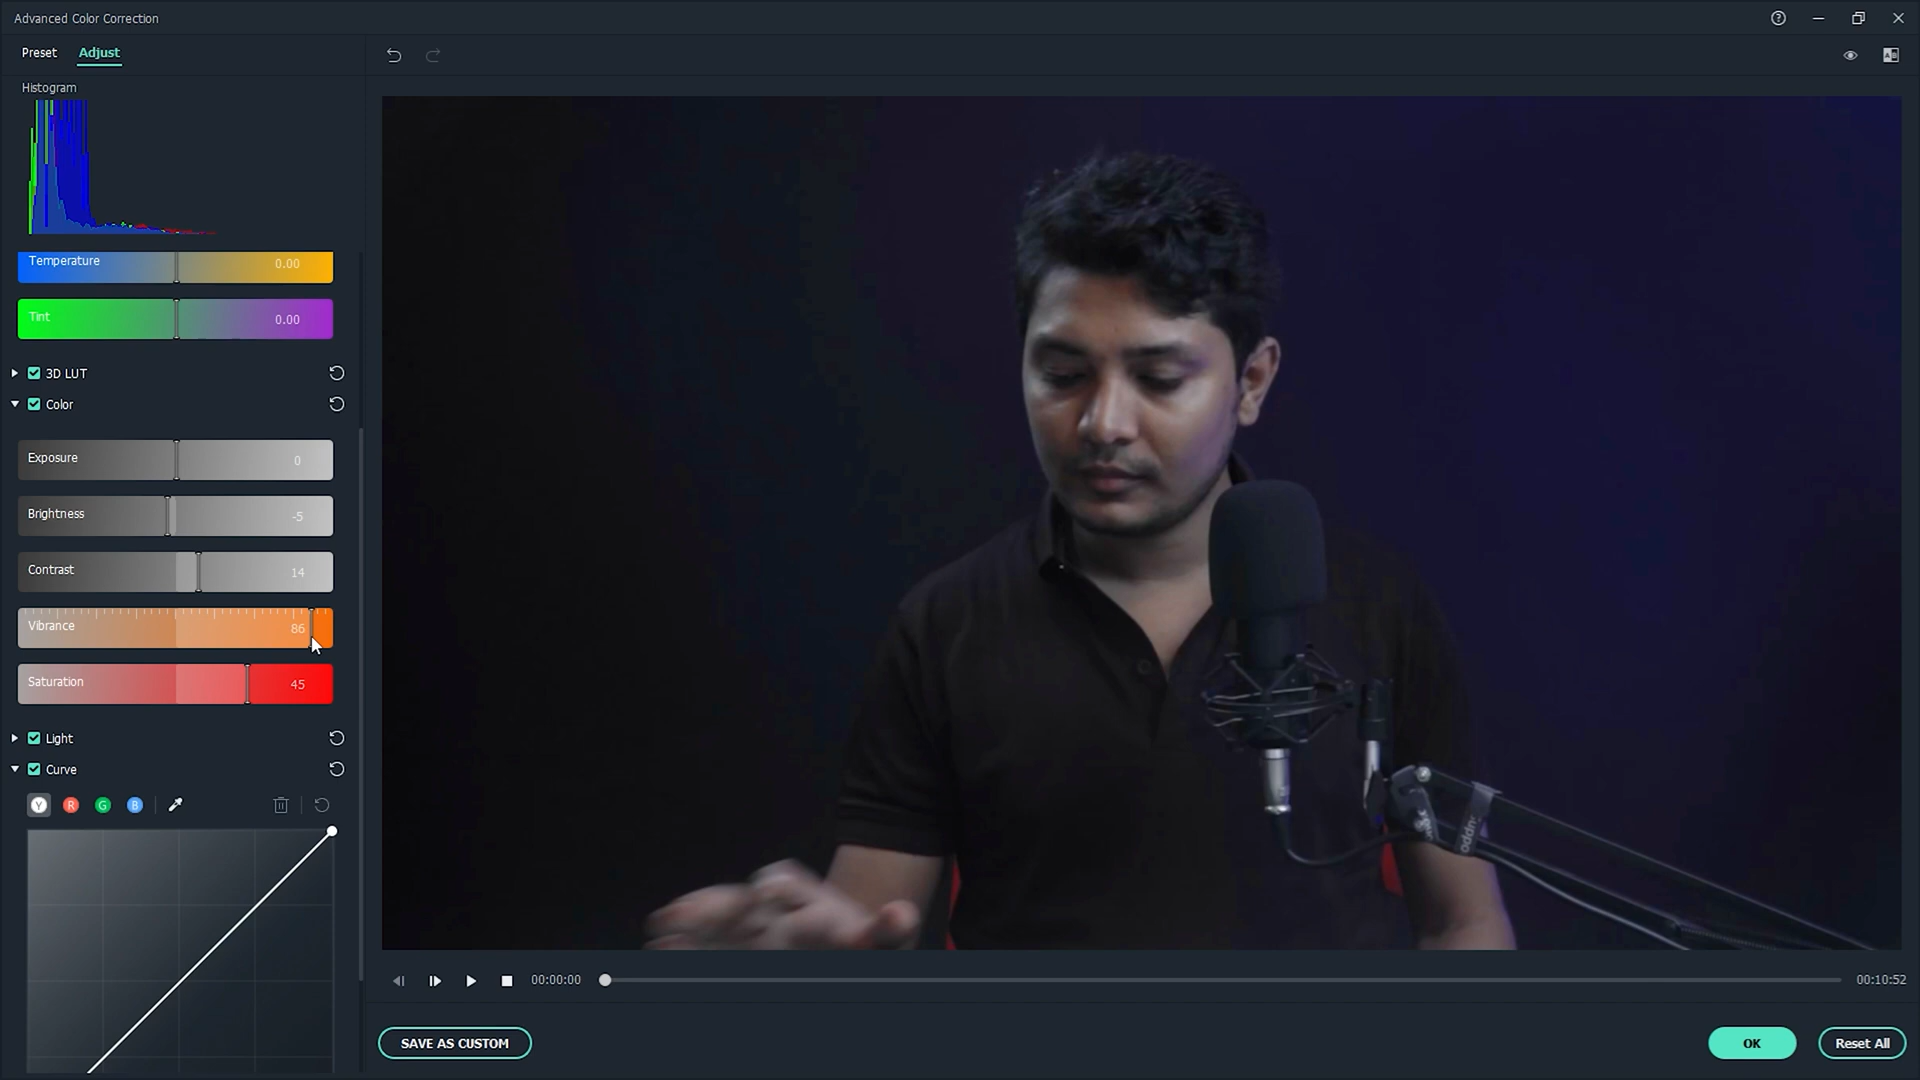 Advanced Color Correction
Preset Adjust
Histogram
Temperature 0.00
Tint 0.00
3D LUT
Color
Exposure 0
Brightness -5
Contrast 14
Vibrance 86
Saturation 45
Light
Curve
Y R G B
00:00:00 00:10:52
SAVE AS CUSTOM OK Reset All